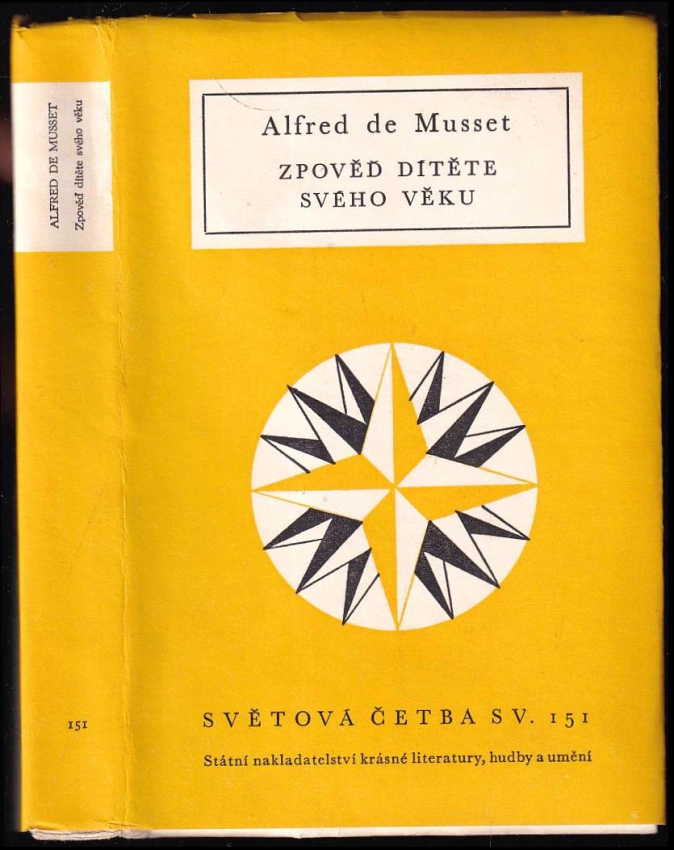 ALFRED DE MUSSET
Zpověď dítěte svého věku
151
Alfred de Musset
ZPOVĚĎ DÍTĚTE
SVÉHO VĚKU
SVĚTOVÁ ČETBA SV. 151
Státní nakladatelství krásné literatury, hudby a umění